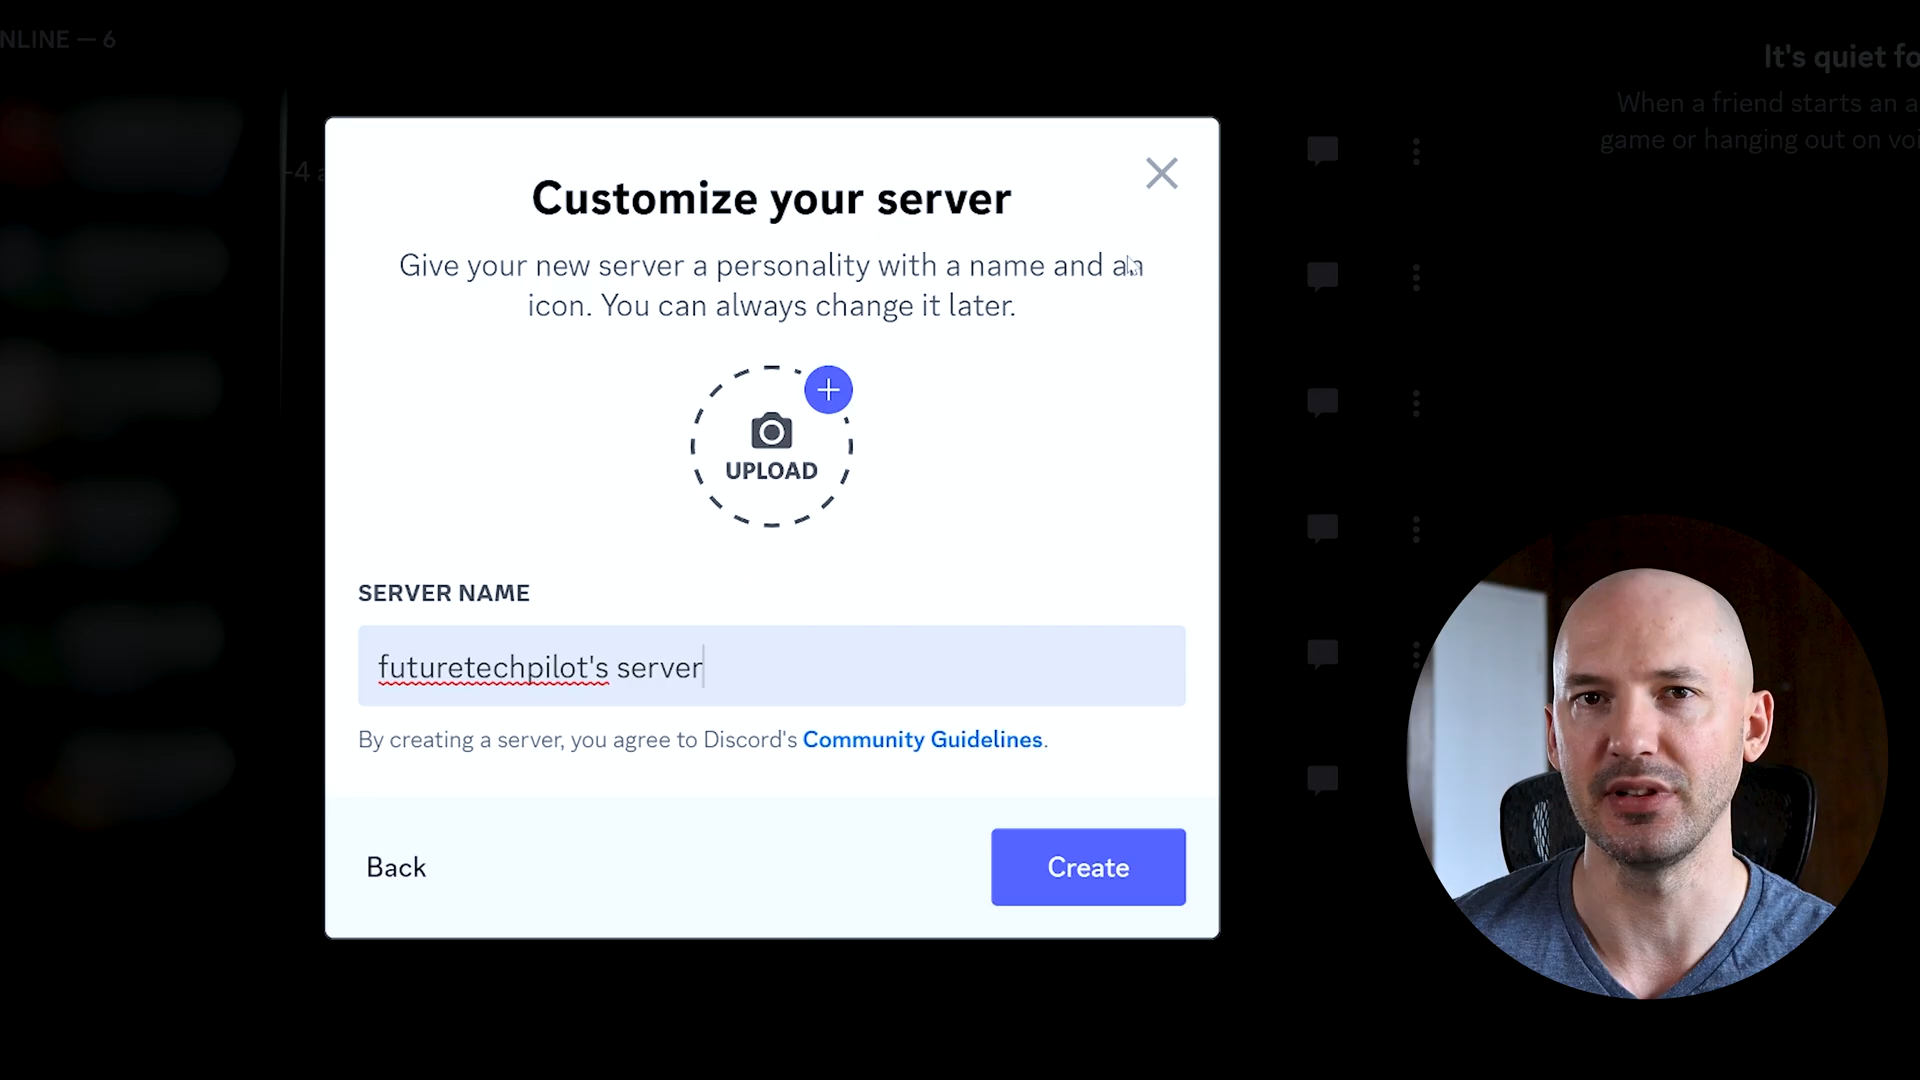 NLINE — 6
It's quiet fo
When a friend starts an a
game or hanging out on voi
-4 a
Customize your server
Give your new server a personality with a name and an
icon. You can always change it later.
UPLOAD
SERVER NAME
futuretechpilot's server
By creating a server, you agree to Discord's Community Guidelines.
Back
Create